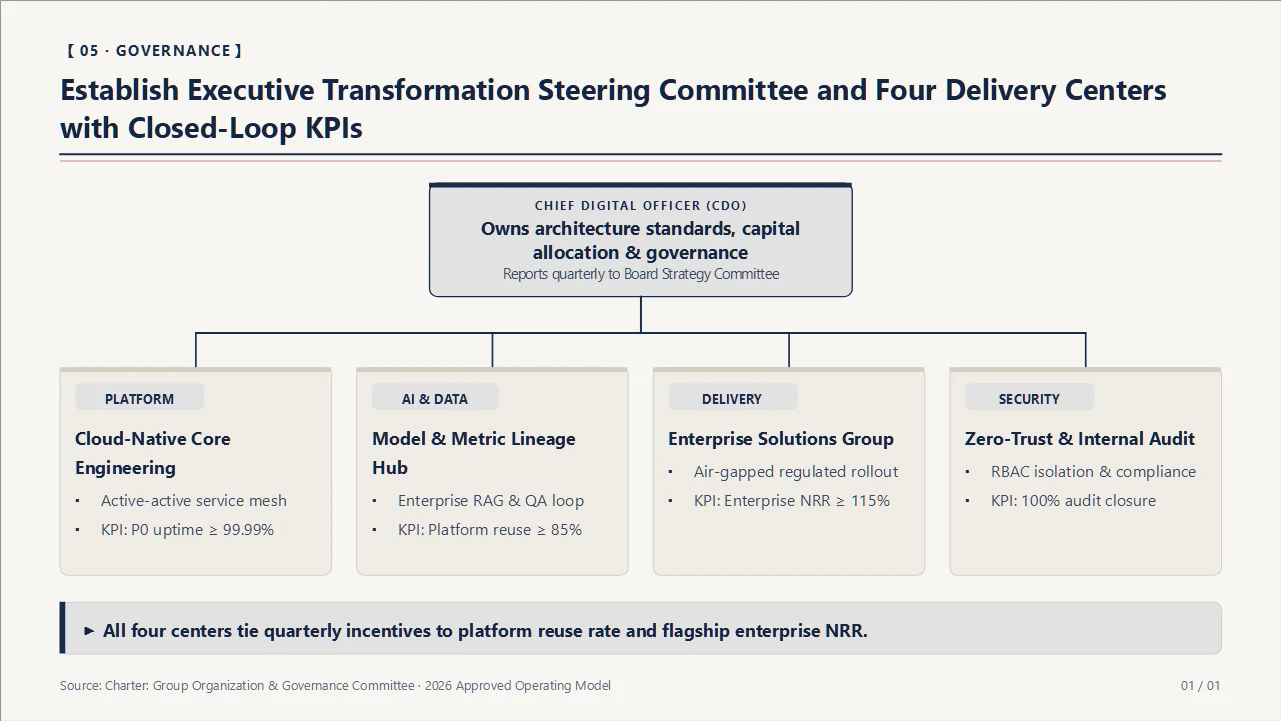 【 05 · GOVERNANCE 】
Establish Executive Transformation Steering Committee and Four Delivery Centers
with Closed-Loop KPIs
CHIEF DIGITAL OFFICER (CDO)
Owns architecture standards, capital
allocation & governance
Reports quarterly to Board Strategy Committee
PLATFORM
Cloud-Native Core
Engineering
▪ Active-active service mesh
▪ KPI: P0 uptime ≥ 99.99%
AI & DATA
Model & Metric Lineage
Hub
▪ Enterprise RAG & QA loop
▪ KPI: Platform reuse ≥ 85%
DELIVERY
Enterprise Solutions Group
▪ Air-gapped regulated rollout
▪ KPI: Enterprise NRR ≥ 115%
SECURITY
Zero-Trust & Internal Audit
▪ RBAC isolation & compliance
▪ KPI: 100% audit closure
► All four centers tie quarterly incentives to platform reuse rate and flagship enterprise NRR.
Source: Charter: Group Organization & Governance Committee · 2026 Approved Operating Model
01 / 01